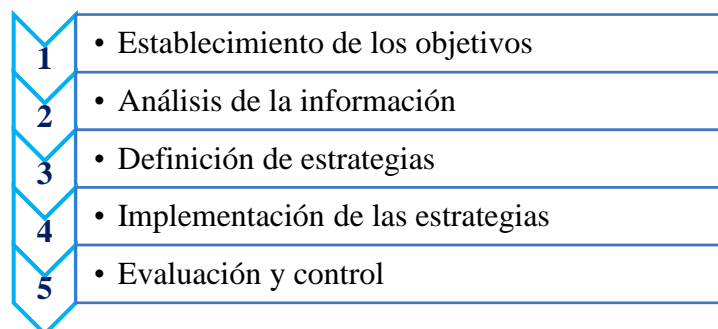 1 • Establecimiento de los objetivos
2 • Análisis de la información
3 • Definición de estrategias
4 • Implementación de las estrategias
5 • Evaluación y control